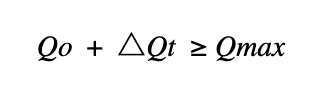 Qo + △Qt ≥ Qmax